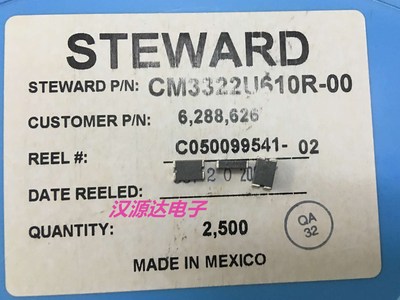 STEWARD
STEWARD P/N: CM3322U610R-00
CUSTOMER P/N: 6,288,626
REEL #: C050099541- 02
DATE REELED:
汉源达电子
QUANTITY: 2,500
QA
32
MADE IN MEXICO